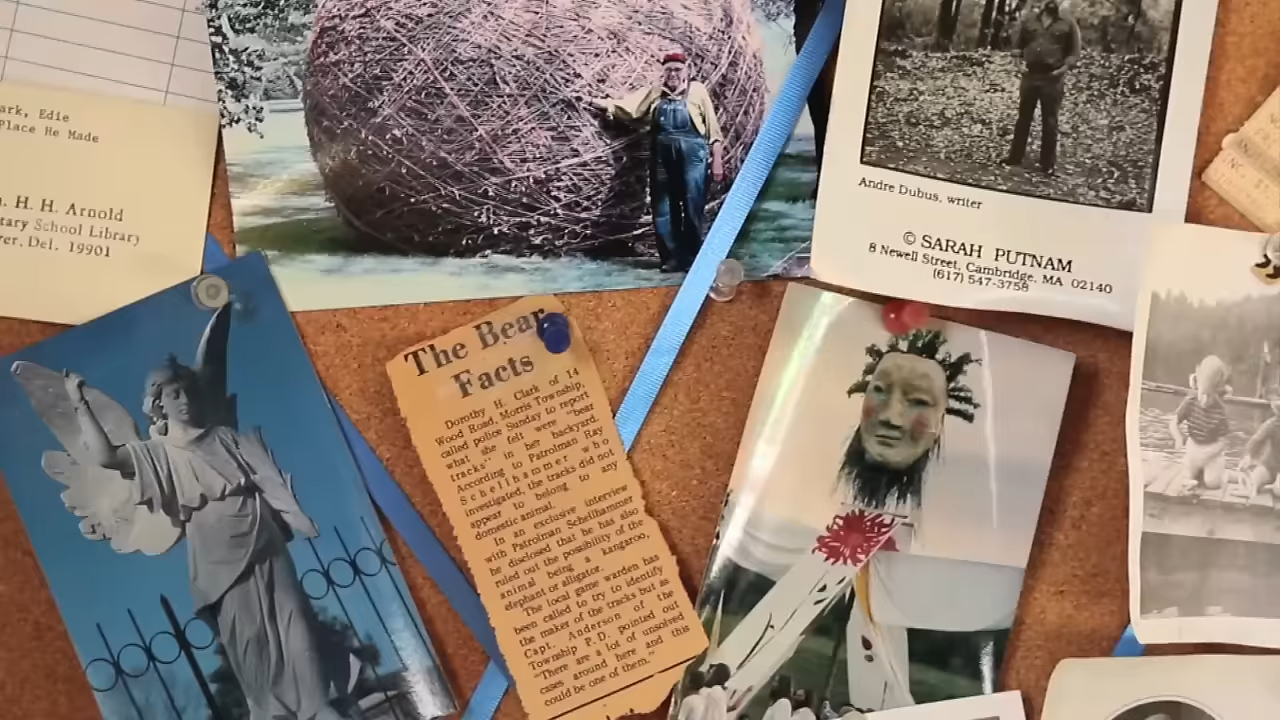 ark, Edie
Place He Made
. H. H. Arnold
tary School Library
ver, Del. 19901
Andre Dubus, writer
© SARAH PUTNAM
8 Newell Street, Cambridge, MA 02140
(617) 547-3758
The Bear
Facts
Dorothy H. Clark of 14
Wood Road, Morris Township,
called police Sunday to report
what she felt were "bear
tracks" in her backyard.
According to Patrolman Ray
Schellhammer who
investigated, the tracks did not
appear to belong to any
domestic animal.
In an exclusive interview
with Patrolman Schellhammer
he disclosed that he has also
ruled out the possibility of the
animal being a kangaroo,
elephant or alligator.
The local game warden has
been called to try to identify
the maker of the tracks but as
Capt. Anderson of the
Township P.D. pointed out
"There are a lot of unsolved
cases around here and this
could be one of them."